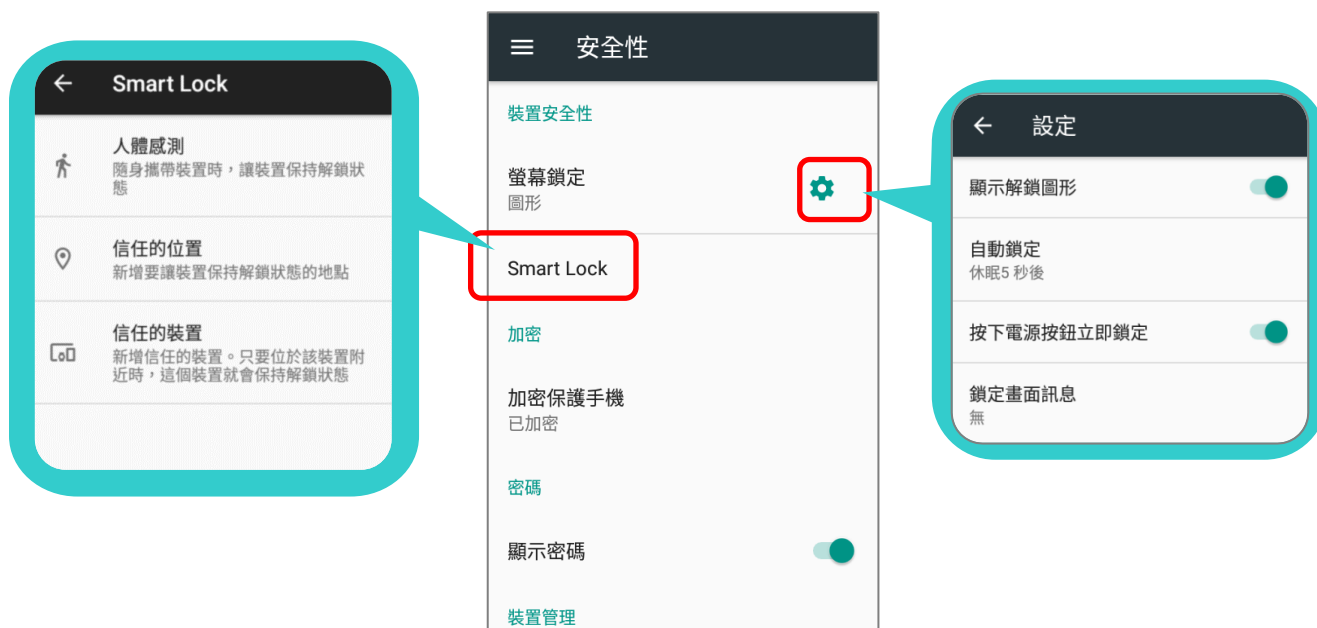 Smart Lock
人體感測
隨身攜帶裝置時，讓裝置保持解鎖狀
態
信任的位置
新增要讓裝置保持解鎖狀態的地點
信任的裝置
新增信任的裝置。只要位於該裝置附
近時，這個裝置就會保持解鎖狀態
安全性
裝置安全性
螢幕鎖定
圖形
Smart Lock
加密
加密保護手機
已加密
密碼
顯示密碼
裝置管理
設定
顯示解鎖圖形
自動鎖定
休眠5 秒後
按下電源按鈕立即鎖定
鎖定畫面訊息
無